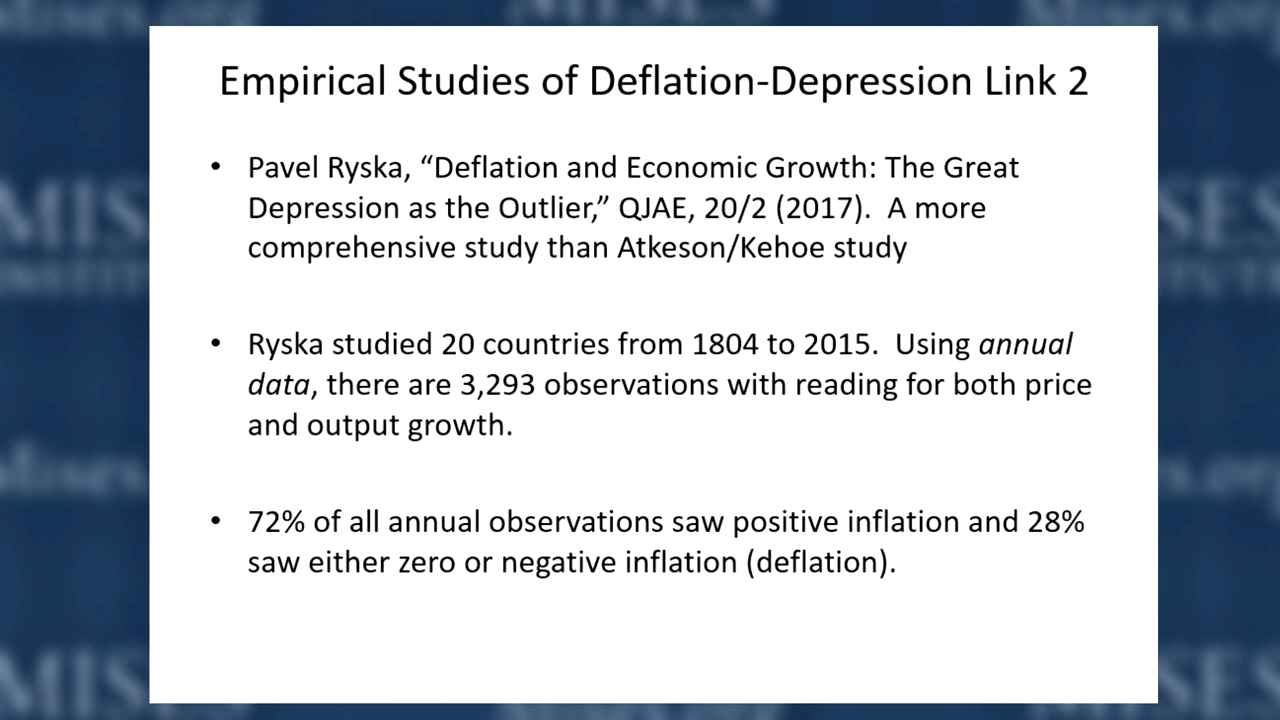 Empirical Studies of Deflation-Depression Link 2
• Pavel Ryska, “Deflation and Economic Growth: The Great
Depression as the Outlier,” QJAE, 20/2 (2017).  A more
comprehensive study than Atkeson/Kehoe study
• Ryska studied 20 countries from 1804 to 2015.  Using annual
data, there are 3,293 observations with reading for both price
and output growth.
• 72% of all annual observations saw positive inflation and 28%
saw either zero or negative inflation (deflation).